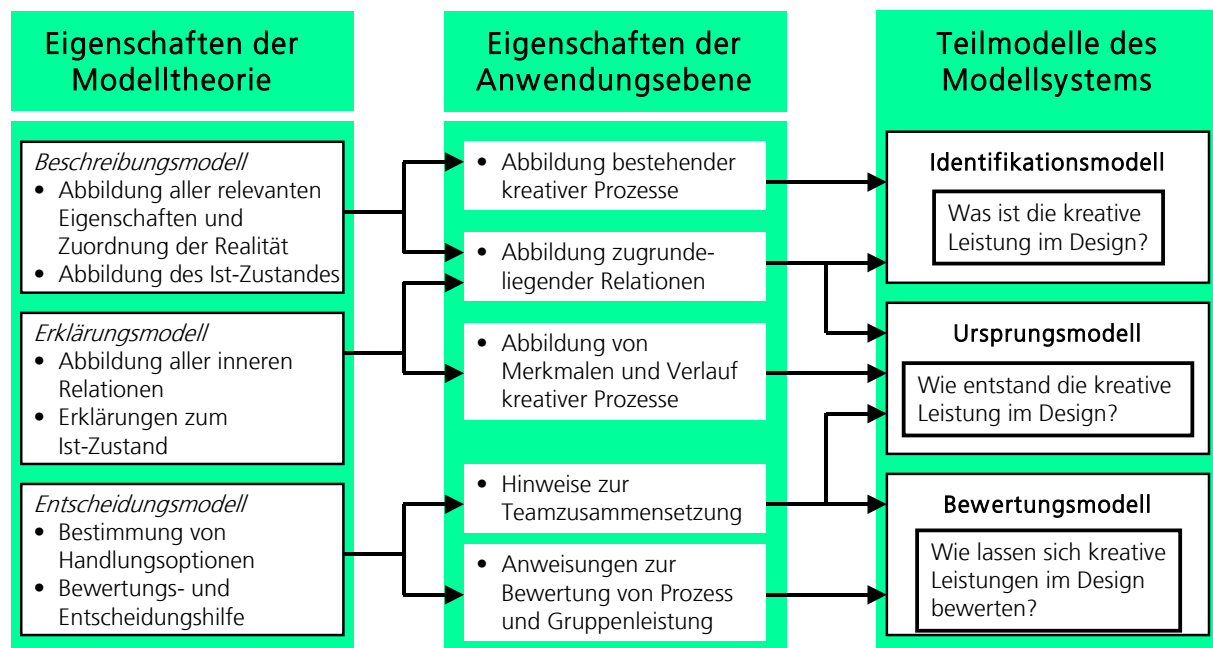 Eigenschaften der
Modelltheorie
Beschreibungsmodell
• Abbildung aller relevanten
Eigenschaften und
Zuordnung der Realität
• Abbildung des Ist-Zustandes
Erklärungsmodell
• Abbildung aller inneren
Relationen
• Erklärungen zum
Ist-Zustand
Entscheidungsmodell
• Bestimmung von
Handlungsoptionen
• Bewertungs- und
Entscheidungshilfe
Eigenschaften der
Anwendungsebene
• Abbildung bestehender
kreativer Prozesse
• Abbildung zugrunde-
liegender Relationen
• Abbildung von
Merkmalen und Verlauf
kreativer Prozesse
• Hinweise zur
Teamzusammensetzung
• Anweisungen zur
Bewertung von Prozess
und Gruppenleistung
Teilmodelle des
Modellsystems
Identifikationsmodell
Was ist die kreative
Leistung im Design?
Ursprungsmodell
Wie entstand die kreative
Leistung im Design?
Bewertungsmodell
Wie lassen sich kreative
Leistungen im Design
bewerten?